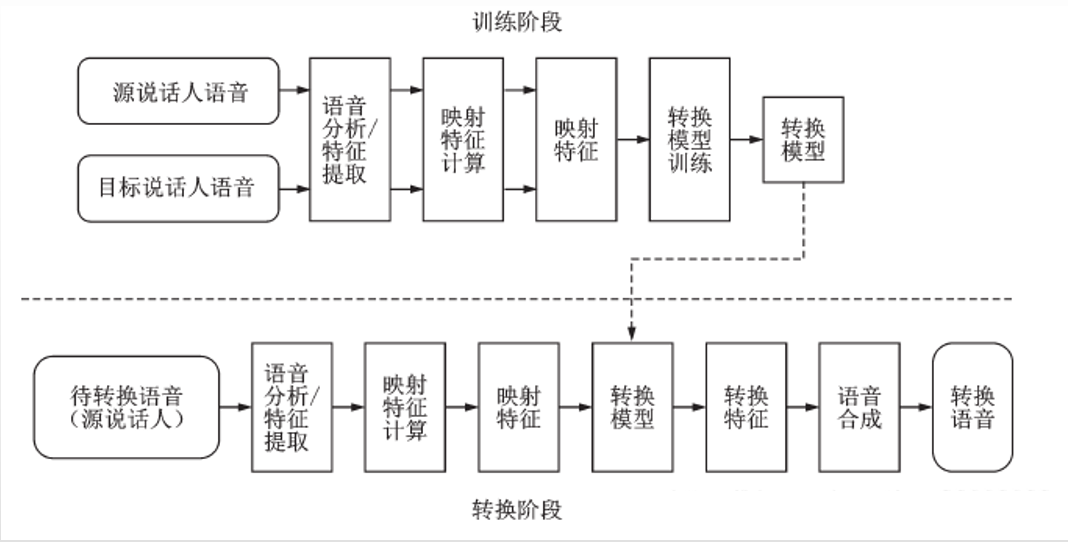 训练阶段
源说话人语音
目标说话人语音
语音
分析/
特征
提取
映射
特征
计算
映射
特征
转换
模型
训练
转换
模型
待转换语音
（源说话人）
语音
分析/
特征
提取
映射
特征
计算
映射
特征
转换
模型
转换
特征
语音
合成
转换
语音
转换阶段